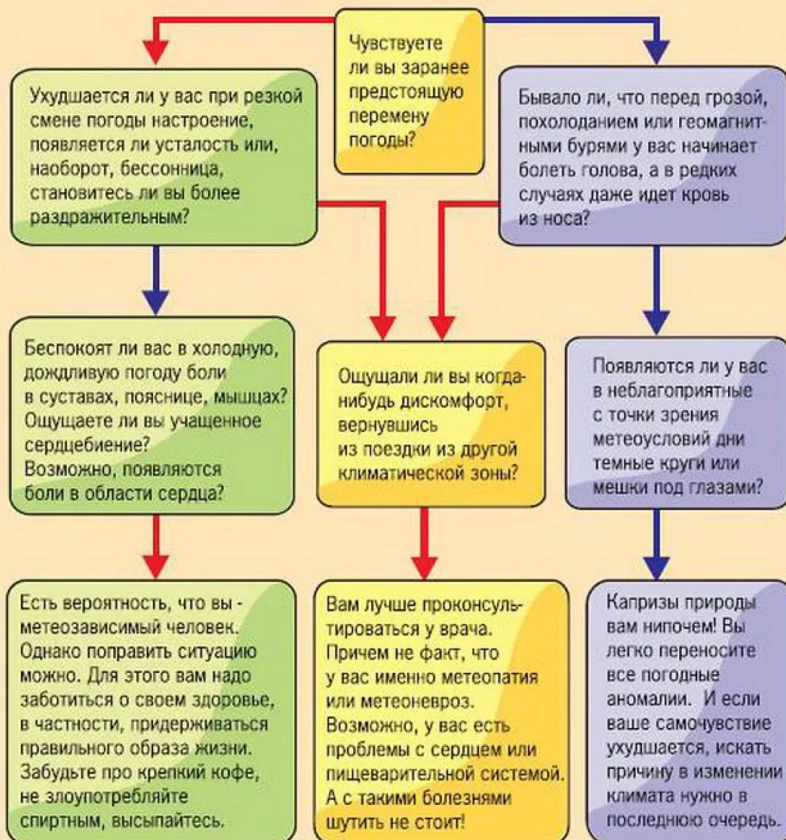 Чувствуете
ли вы заранее
предстоящую
перемену
погоды?
Ухудшается ли у вас при резкой
смене погоды настроение,
появляется ли усталость или,
наоборот, бессонница,
становитесь ли вы более
раздражительным?
Бывало ли, что перед грозой,
похолоданием или геомагнит-
ными бурями у вас начинает
болеть голова, а в редких
случаях даже идет кровь
из носа?
Беспокоят ли вас в холодную,
дождливую погоду боли
в суставах, пояснице, мышцах?
Ощущаете ли вы учащенное
сердцебиение?
Возможно, появляются
боли в области сердца?
Ощущали ли вы когда-
нибудь дискомфорт,
вернувшись
из поездки из другой
климатической зоны?
Появляются ли у вас
в неблагоприятные
с точки зрения
метеоусловий дни
темные круги или
мешки под глазами?
Есть вероятность, что вы -
метеозависимый человек.
Однако поправить ситуацию
можно. Для этого вам надо
заботиться о своем здоровье,
в частности, придерживаться
правильного образа жизни.
Забудьте про крепкий кофе,
не злоупотребляйте
спиртным, высыпайтесь.
Вам лучше проконсуль-
тироваться у врача.
Причем не факт, что
у вас именно метеопатия
или метеоневроз.
Возможно, у вас есть
проблемы с сердцем или
пищеварительной системой.
А с такими болезнями
шутить не стоит!
Капризы природы
вам нипочем! Вы
легко переносите
все погодные
аномалии. И если
ваше самочувствие
ухудшается, искать
причину в изменении
климата нужно в
последнюю очередь.